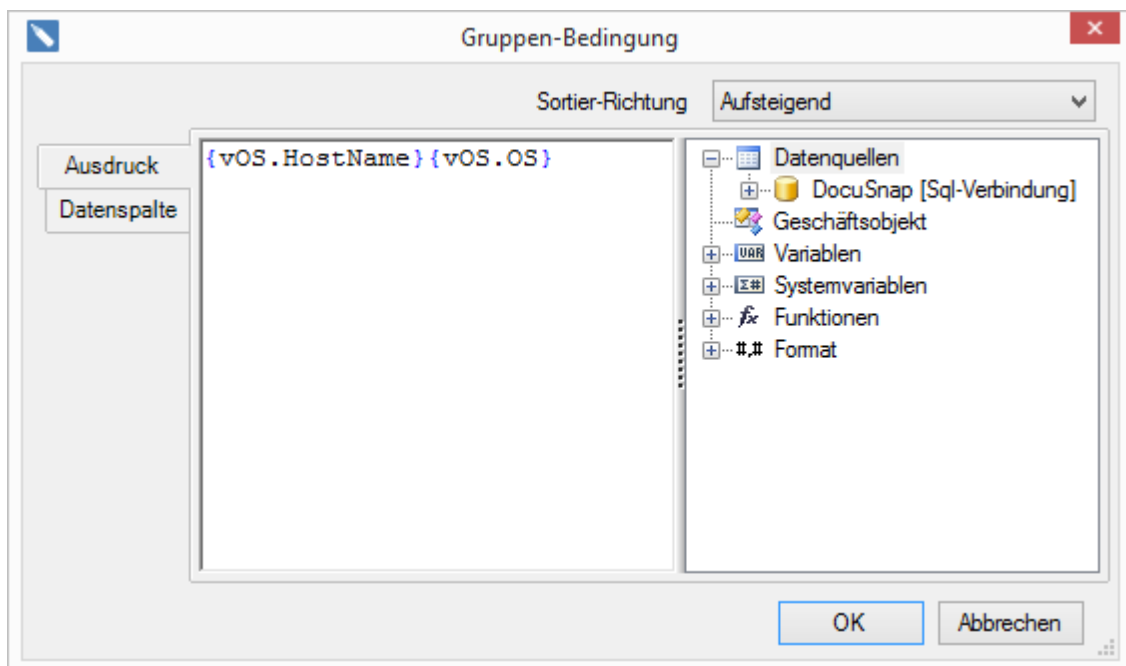 Gruppen-Bedingung
Sortier-Richtung Aufsteigend
Ausdruck
Datenspalte
{vOS.HostName}{vOS.OS}
Datenquellen
DocuSnap [Sql-Verbindung]
Geschäftsobjekt
Variablen
Systemvariablen
Funktionen
Format
OK Abbrechen